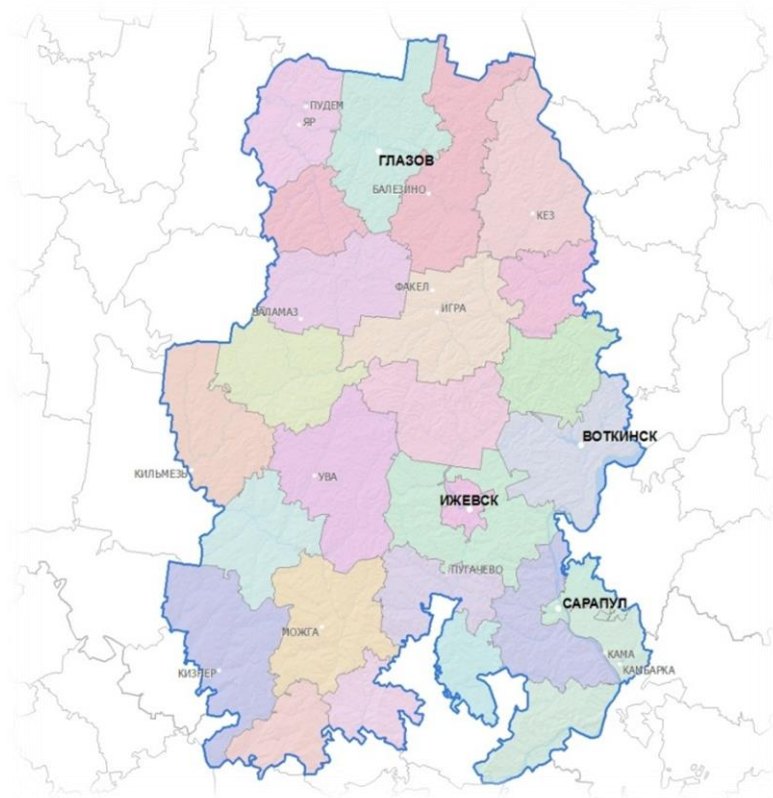 ПУДЕМ
ЯР
ГЛАЗОВ
БАЛЕЗИНО
КЕЗ
ФАКЕЛ
ВАЛАМАЗ
ИГРА
ВОТКИНСК
КИЛЬМЕЗЬ
УВА
ИЖЕВСК
ПУГАЧЕВО
САРАПУЛ
МОЖГА
КАМА
КИЗНЕР
КАМБАРКА